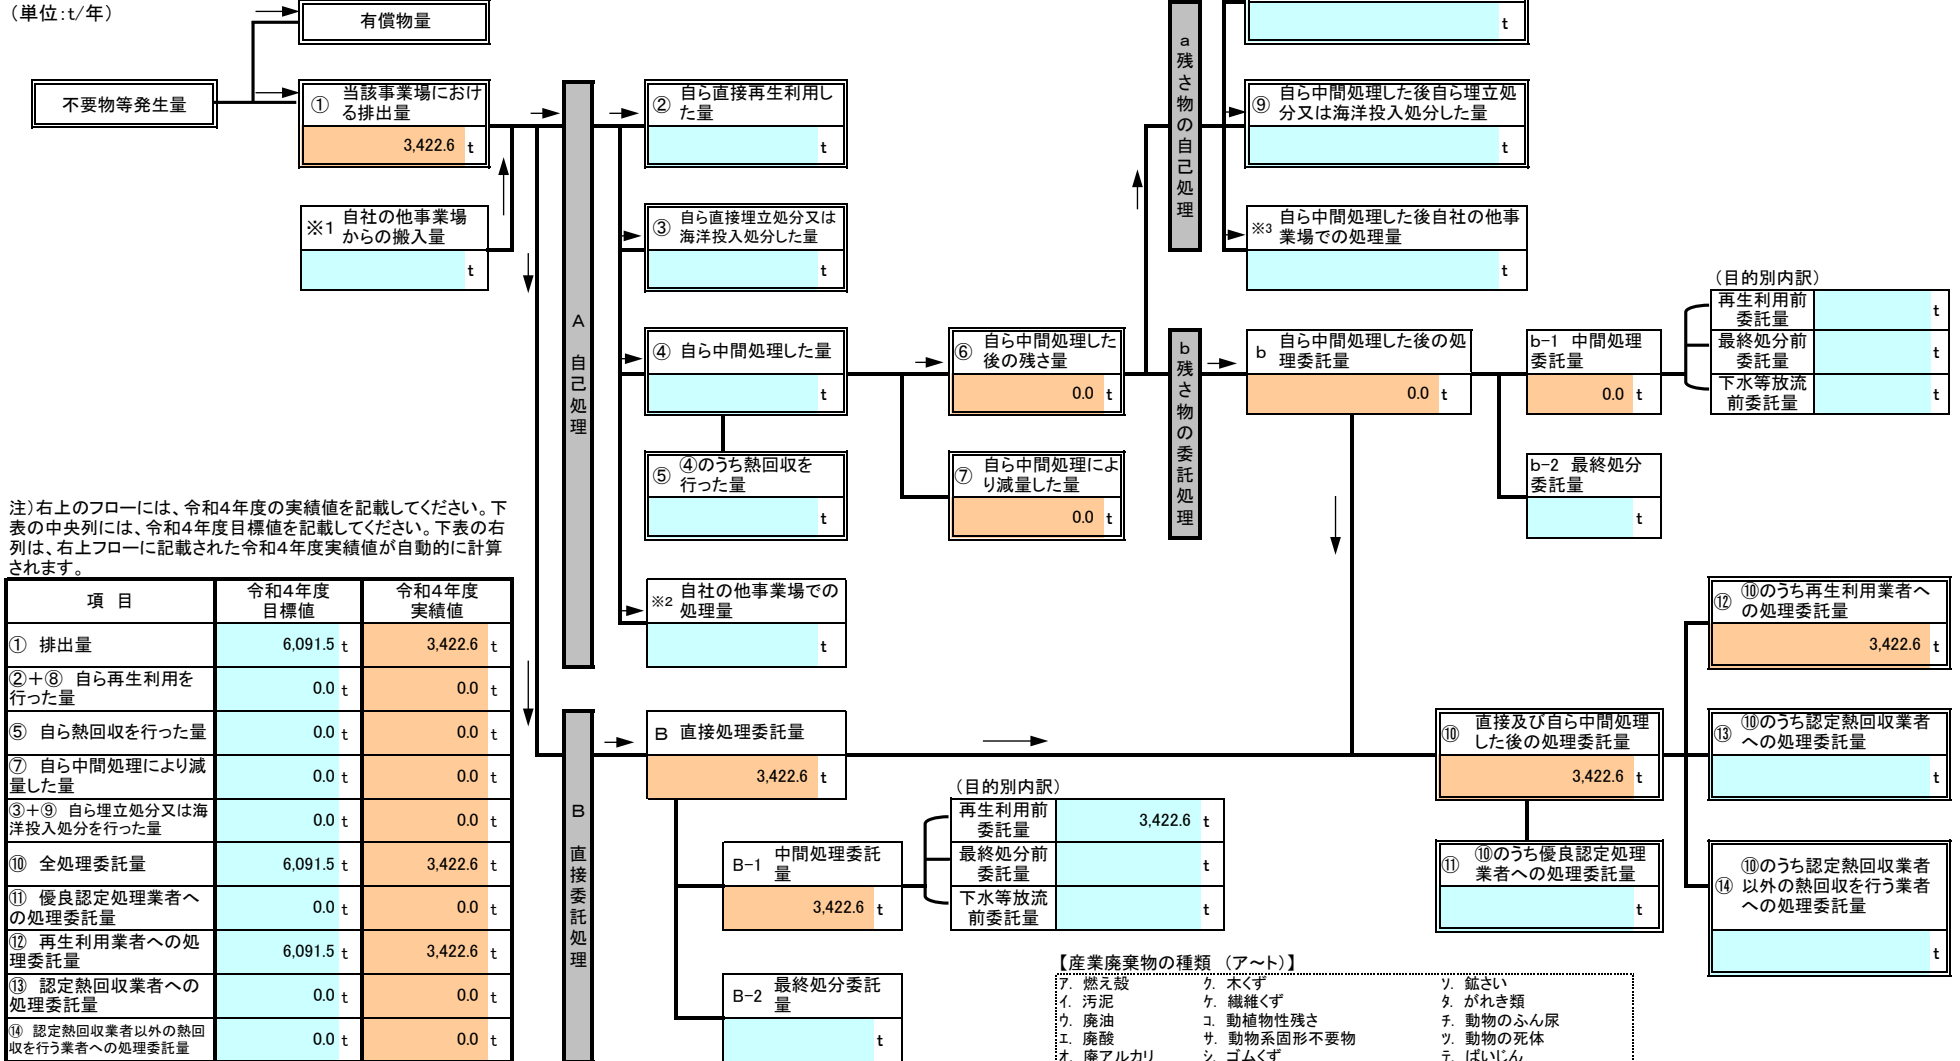 （単位：t/年）
有償物量
不要物等発生量
① 当該事業場におけ
る排出量
3,422.6 t
※1 自社の他事業場
からの搬入量
t
A 自己処理
② 自ら直接再生利用し
た量
t
③ 自ら直接埋立処分又は
海洋投入処分した量
t
④ 自ら中間処理した量
t
⑤ ④のうち熱回収を
行った量
t
※2 自社の他事業場での
処理量
t
⑥ 自ら中間処理した
後の残さ量
0.0 t
⑦ 自ら中間処理によ
り減量した量
0.0 t
a 残さ物の自己処理
t
⑨ 自ら中間処理した後自ら埋立処
分又は海洋投入処分した量
t
※3 自ら中間処理した後自社の他事
業場での処理量
t
b 残さ物の委託処理
b 自ら中間処理した後の処
理委託量
0.0 t
b-1 中間処理
委託量
0.0 t
b-2 最終処分
委託量
t
（目的別内訳）
再生利用前
委託量
t
最終処分前
委託量
t
下水等放流
前委託量
t
注）右上のフローには、令和4年度の実績値を記載してください。下
表の中央列には、令和4年度目標値を記載してください。下表の右
列は、右上フローに記載された令和4年度実績値が自動的に計算
されます。
項 目
令和4年度
目標値
令和4年度
実績値
① 排出量 6,091.5 t 3,422.6 t
②＋⑧ 自ら再生利用を
行った量 0.0 t 0.0 t
⑤ 自ら熱回収を行った量 0.0 t 0.0 t
⑦ 自ら中間処理により減
量した量 0.0 t 0.0 t
③＋⑨ 自ら埋立処分又は海
洋投入処分を行った量 0.0 t 0.0 t
⑩ 全処理委託量 6,091.5 t 3,422.6 t
⑪ 優良認定処理業者へ
の処理委託量 0.0 t 0.0 t
⑫ 再生利用業者への処
理委託量 6,091.5 t 3,422.6 t
⑬ 認定熱回収業者への
処理委託量 0.0 t 0.0 t
⑭ 認定熱回収業者以外の熱回
収を行う業者への処理委託量 0.0 t 0.0 t
B 直接委託処理
B 直接処理委託量
3,422.6 t
B-1 中間処理委託
量
3,422.6 t
B-2 最終処分委託
量
t
（目的別内訳）
再生利用前
委託量
3,422.6 t
最終処分前
委託量
t
下水等放流
前委託量
t
⑩ 直接及び自ら中間処理
した後の処理委託量
3,422.6 t
⑪ ⑩のうち優良認定処理
業者への処理委託量
t
⑫ ⑩のうち再生利用業者へ
の処理委託量
3,422.6 t
⑬ ⑩のうち認定熱回収業者
への処理委託量
t
⑭ ⑩のうち認定熱回収業者
以外の熱回収を行う業者
への処理委託量
t
【産業廃棄物の種類 （ア～ト）】
ア. 燃え殻 ク. 木くず ソ. 鉱さい
イ. 汚泥 ケ. 繊維くず タ. がれき類
ウ. 廃油 コ. 動植物性残さ チ. 動物のふん尿
エ. 廃酸 サ. 動物系固形不要物 ツ. 動物の死体
オ. 廃アルカリ シ. ゴムくず テ. ばいじん